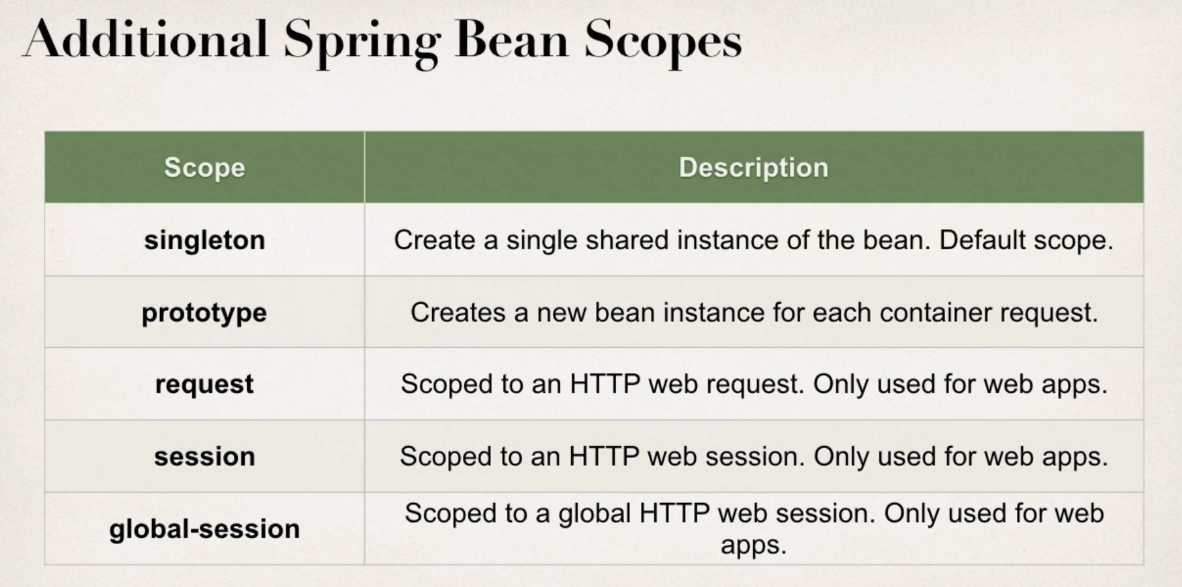 Additional Spring Bean Scopes
Scope Description
singleton Create a single shared instance of the bean. Default scope.
prototype Creates a new bean instance for each container request.
request Scoped to an HTTP web request. Only used for web apps.
session Scoped to an HTTP web session. Only used for web apps.
global-session Scoped to a global HTTP web session. Only used for web
apps.